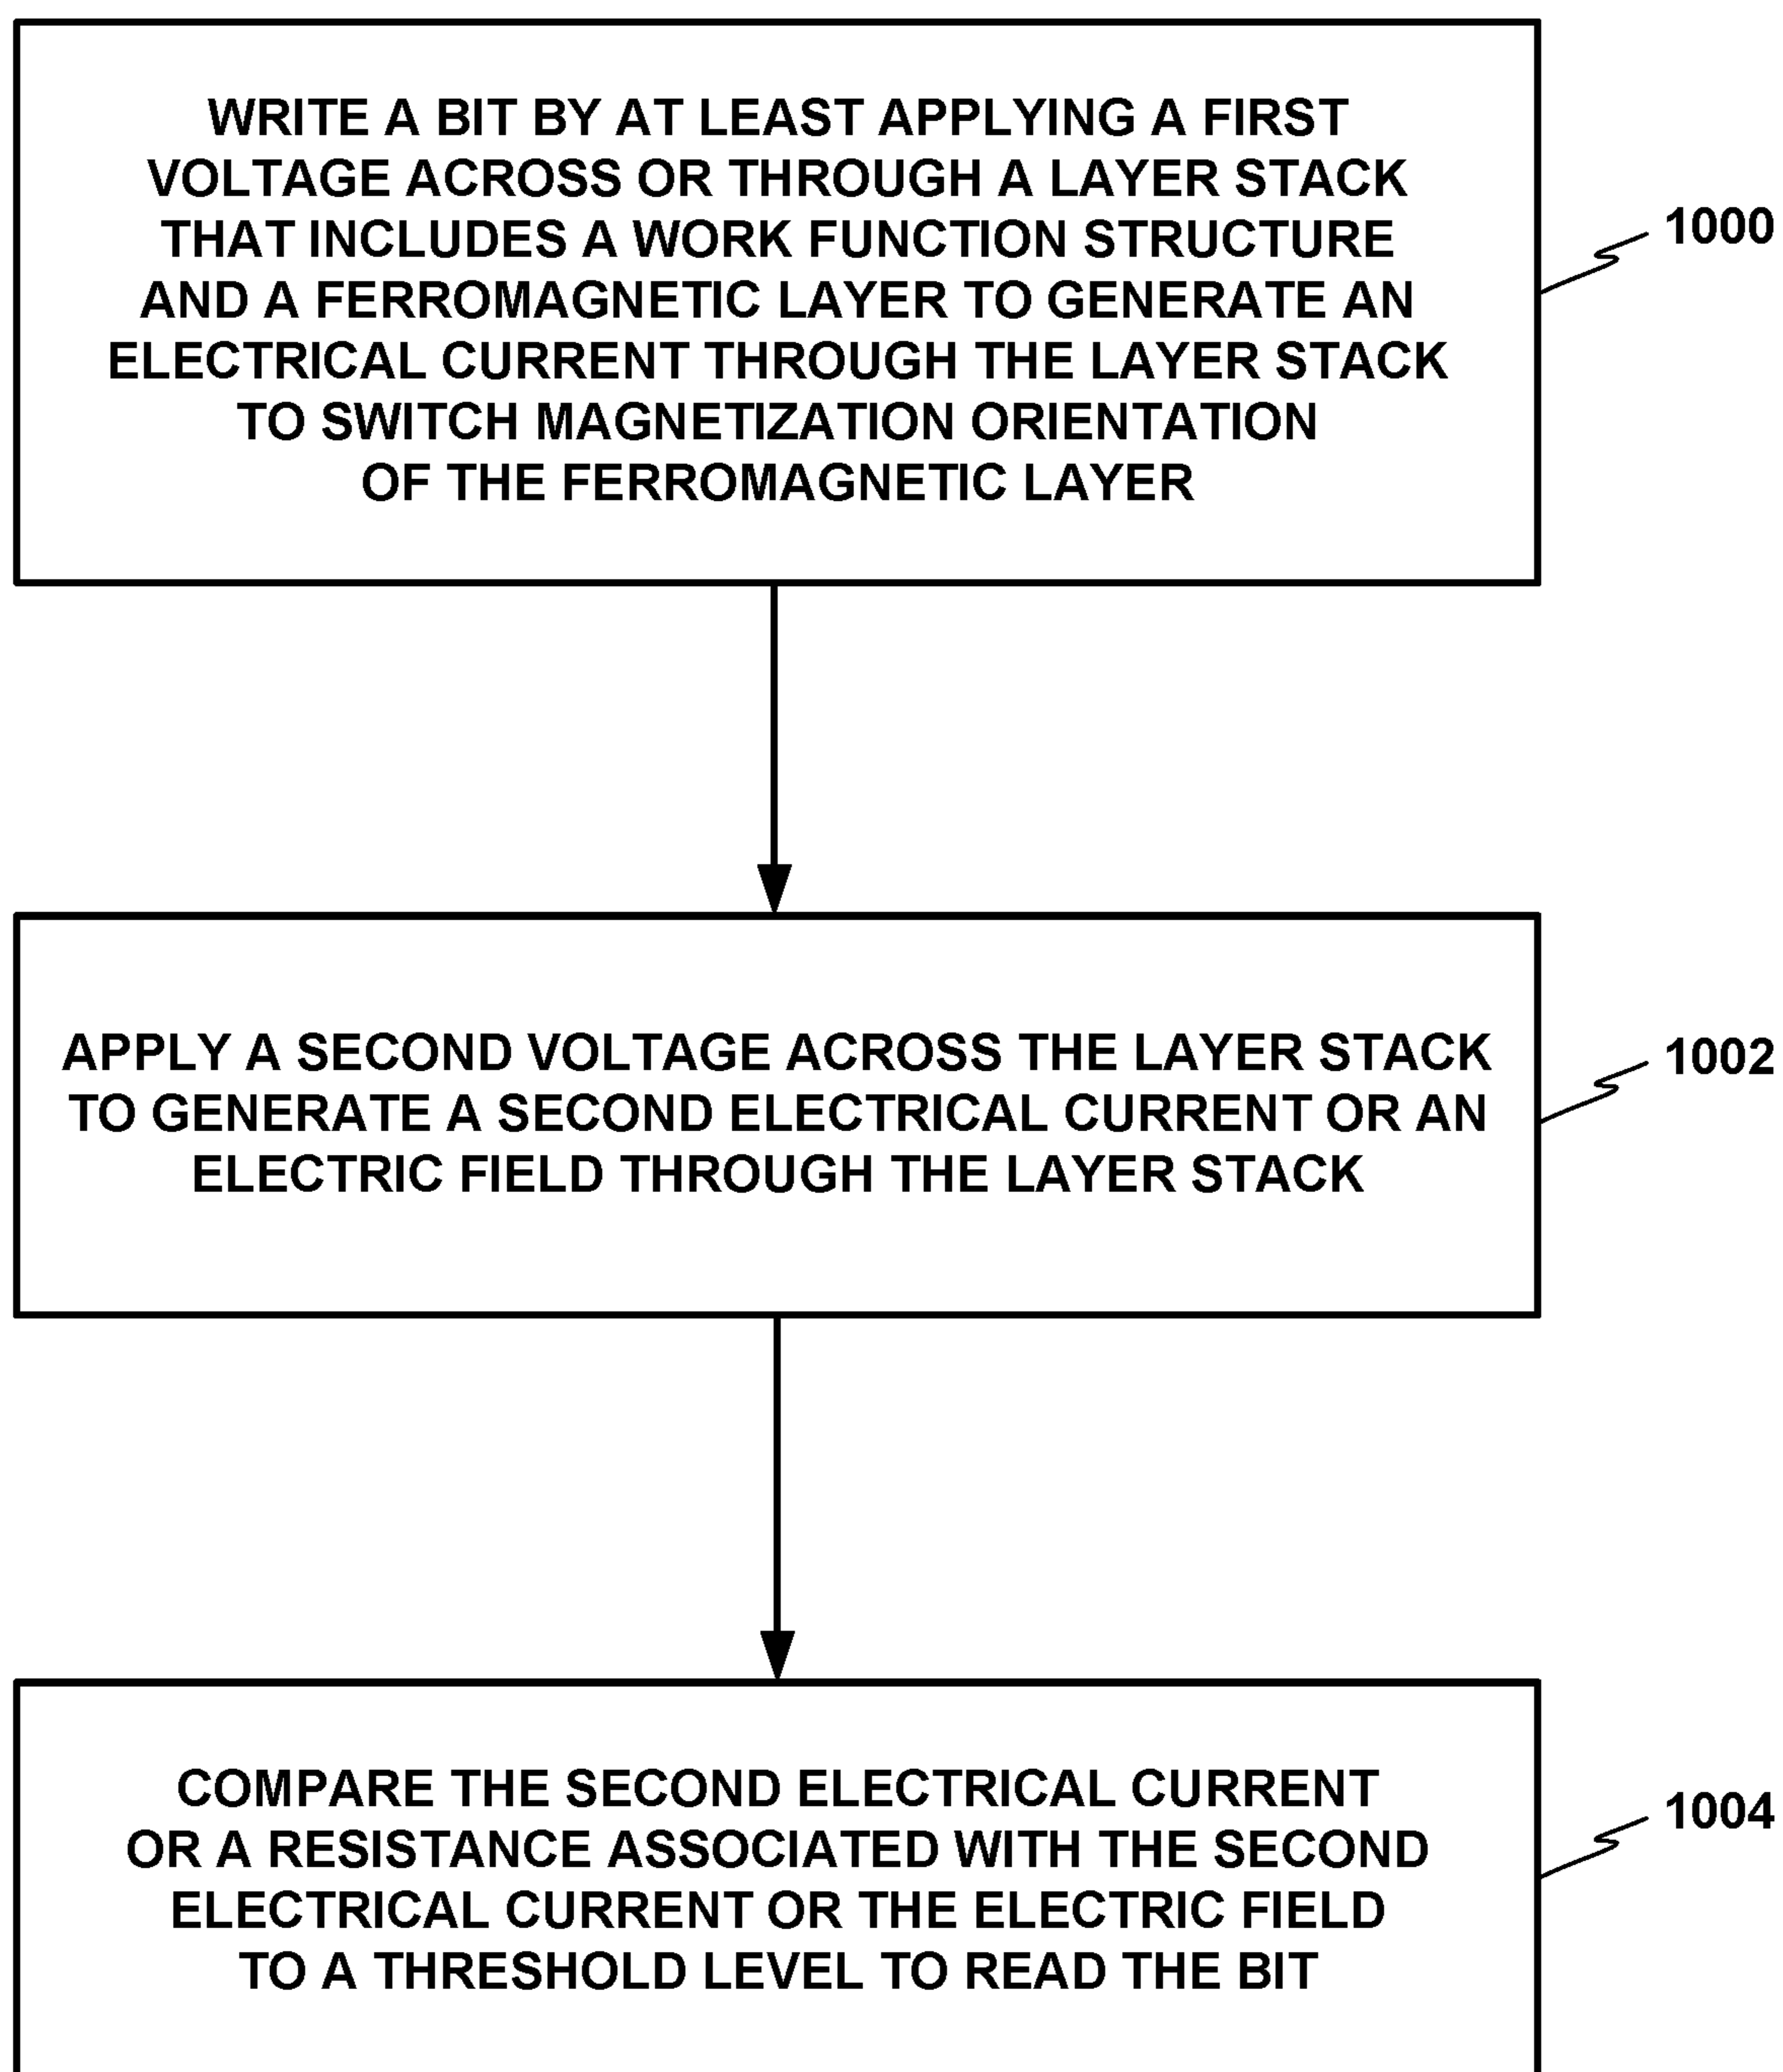 WRITE A BIT BY AT LEAST APPLYING A FIRST
VOLTAGE ACROSS OR THROUGH A LAYER STACK
THAT INCLUDES A WORK FUNCTION STRUCTURE
AND A FERROMAGNETIC LAYER TO GENERATE AN
ELECTRICAL CURRENT THROUGH THE LAYER STACK
TO SWITCH MAGNETIZATION ORIENTATION
OF THE FERROMAGNETIC LAYER
1000
APPLY A SECOND VOLTAGE ACROSS THE LAYER STACK
TO GENERATE A SECOND ELECTRICAL CURRENT OR AN
ELECTRIC FIELD THROUGH THE LAYER STACK
1002
COMPARE THE SECOND ELECTRICAL CURRENT
OR A RESISTANCE ASSOCIATED WITH THE SECOND
ELECTRICAL CURRENT OR THE ELECTRIC FIELD
TO A THRESHOLD LEVEL TO READ THE BIT
1004